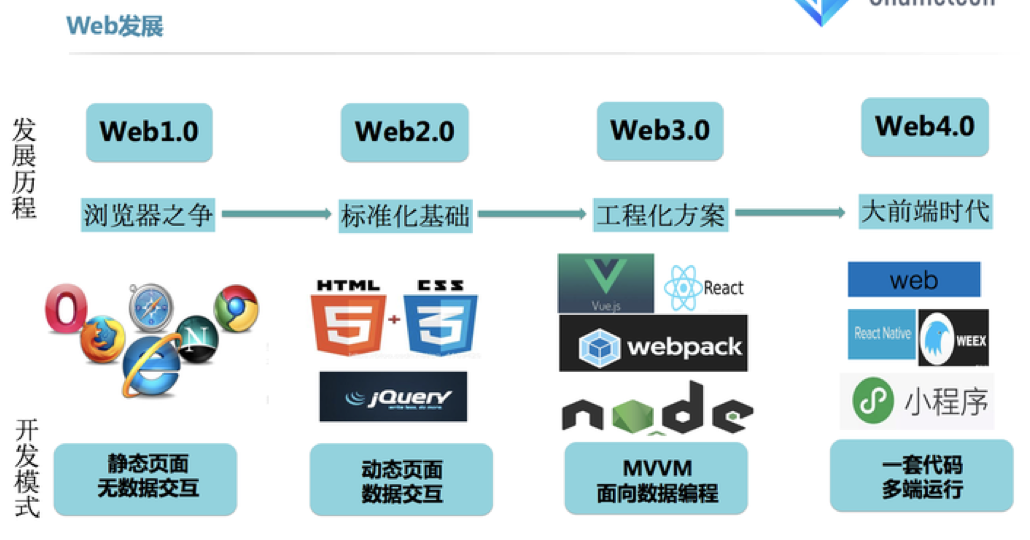 Web发展
发展历程
Web1.0
Web2.0
Web3.0
Web4.0
浏览器之争
标准化基础
工程化方案
大前端时代
O
N
HTML
5
+
CSS
3
jQuery
write less, do more.
Vue.js
React
webpack
node
web
React Native
WEEX
小程序
开发模式
静态页面
无数据交互
动态页面
数据交互
MVVM
面向数据编程
一套代码
多端运行